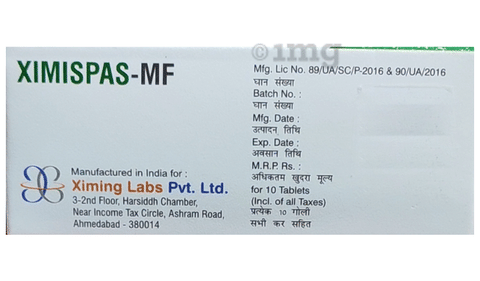 1mg
XIMISPAS-MF
Manufactured in India for :
Ximing Labs Pvt. Ltd.
3-2nd Floor, Harsiddh Chamber,
Near Income Tax Circle, Ashram Road,
Ahmedabad - 380014
Mfg. Lic No. 89/UA/SC/P-2016 & 90/UA/2016
घान संख्या
Batch No. :
घान संख्या
Mfg. Date :
उत्पादन तिथि
Exp. Date :
अवसान तिथि
M.R.P. Rs. :
अधिकतम खुदरा मूल्य
for 10 Tablets
(Incl. of all Taxes)
प्रत्येक १० गोली
सभी कर सहित